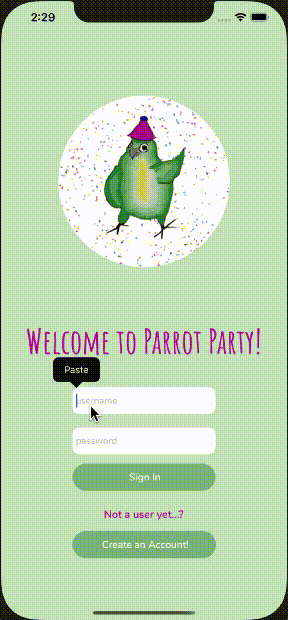 2:29
Welcome to Parrot Party!
Paste
username
password
Sign In
Not a user yet...?
Create an Account!